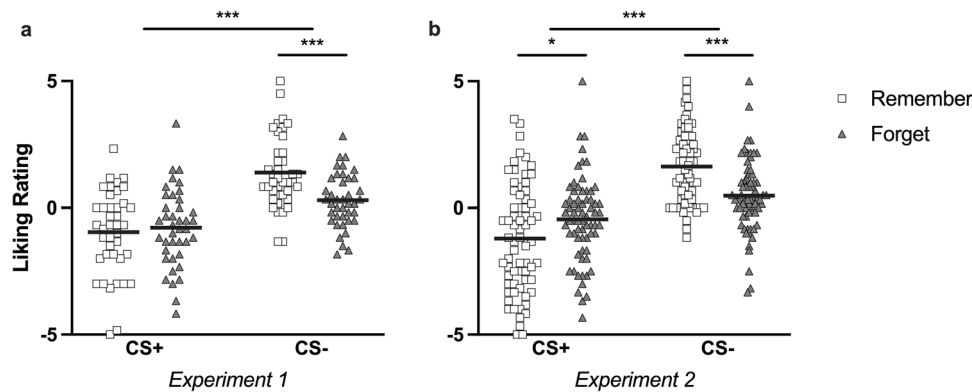 a
***
***
b
***
*
***
Liking Rating
5
0
-5
CS+
CS-
Experiment 1
5
0
-5
CS+
CS-
Experiment 2
Remember
Forget